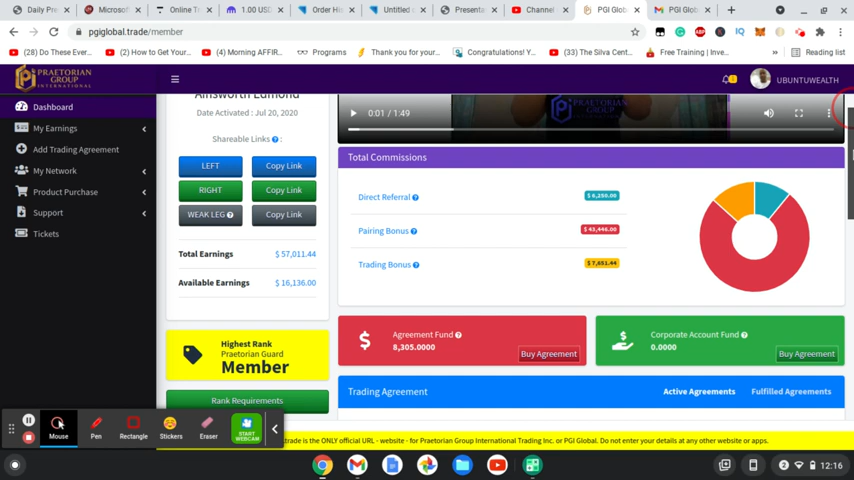 Daily Pr
Microsof
Online T
1.00 USD
Order Hi
Untitled c
Presenta
Channel
PGI Glob
PGI Glob
pgiglobal.trade/member
(28) Do These Ever...
(2) How to Get Your...
(4) Morning AFFIR...
Programs
Thank you for your...
Congratulations! Y...
(33) The Silva Cent...
Free Training | Inve...
Reading list
PRAETORIAN
GROUP
INTERNATIONAL
UBUNTUWEALTH
Dashboard
My Earnings
Add Trading Agreement
My Network
Product Purchase
Support
Tickets
Ainsworth Edmond
Date Activated : Jul 20, 2020
Shareable Links
LEFT
Copy Link
RIGHT
Copy Link
WEAK LEG
Copy Link
Total Earnings
$ 57,011.44
Available Earnings
$ 16,136.00
Highest Rank
Praetorian Guard
Member
Rank Requirements
0:01 / 1:49
Total Commissions
Direct Referral
Pairing Bonus
Trading Bonus
$ 7,651.44
Agreement Fund
8,305.0000
Buy Agreement
Corporate Account Fund
0.0000
Buy Agreement
Trading Agreement
Active Agreements
Fulfilled Agreements
Mouse
Pen
Rectangle
Stickers
Eraser
START
WEBCAM
trade is the ONLY official URL - website - for Praetorian Group International Trading Inc. or PGI Global. Do not enter your details at any other website or apps.
2
12:16